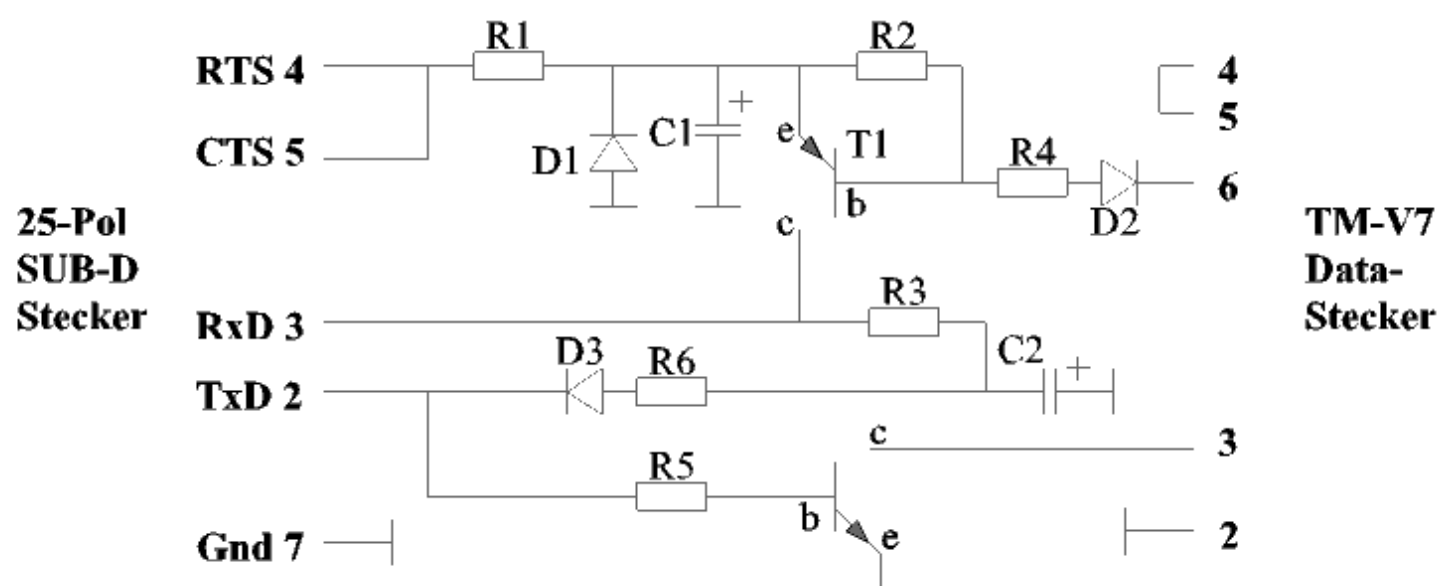 R1
R2
RTS 4
4
5
C1
+
e
T1
CTS 5
D1
R4
6
b
D2
25-Pol
SUB-D
Stecker
c
TM-V7
Data-
Stecker
R3
RxD 3
D3
R6
C2
+
TxD 2
c
3
R5
b
e
Gnd 7
2